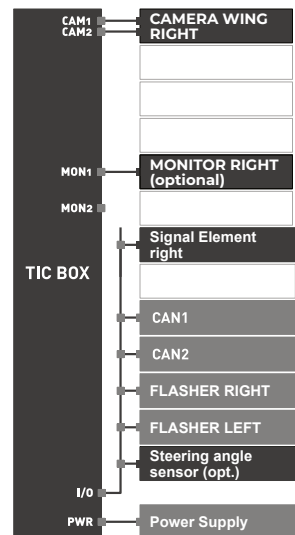 CAM1
CAM2
CAMERA WING
RIGHT
MON1
MONITOR RIGHT
(optional)
MON2
Signal Element
right
TIC BOX
CAN1
CAN2
FLASHER RIGHT
FLASHER LEFT
Steering angle
sensor (opt.)
I/O
PWR
Power Supply